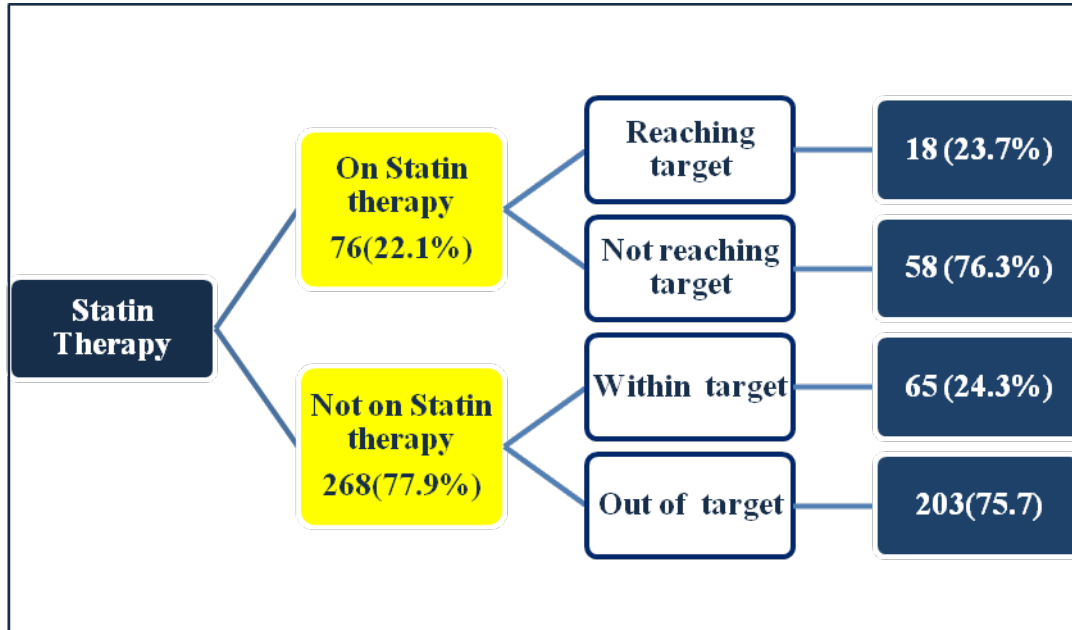 Statin
Therapy
On Statin
therapy
76(22.1%)
Reaching
target
18 (23.7%)
Not reaching
target
58 (76.3%)
Not on Statin
therapy
268(77.9%)
Within target
65 (24.3%)
Out of target
203(75.7)